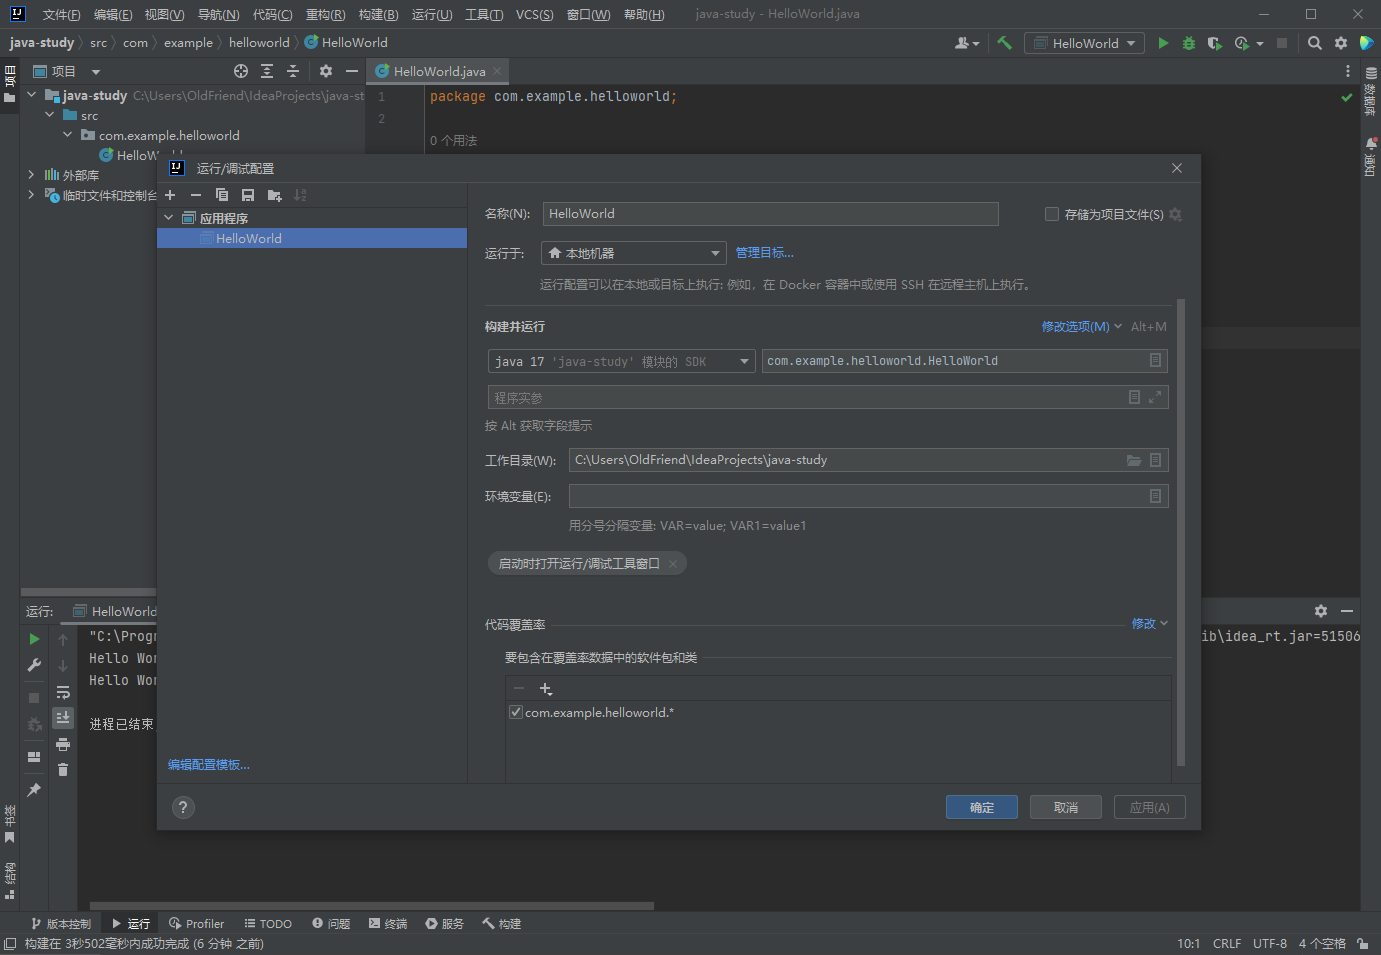 文件(F) 编辑(E) 视图(V) 导航(N) 代码(C) 重构(R) 构建(B) 运行(U) 工具(T) VCS(S) 窗口(W) 帮助(H) java-study - HelloWorld.java
java-study src com example helloworld HelloWorld
HelloWorld
项目
HelloWorld.java
项目
java-study C:\Users\OldFriend\IdeaProjects\java-st
src
com.example.helloworld
HelloW
外部库
临时文件和控制台
1 package com.example.helloworld;
2
0 个用法
数据库
通知
运行/调试配置
应用程序
HelloWorld
编辑配置模板...
名称(N): HelloWorld
存储为项目文件(S)
运行于: 本地机器 管理目标...
运行配置可以在本地或目标上执行: 例如，在 Docker 容器中或使用 SSH 在远程主机上执行。
构建并运行 修改选项(M) Alt+M
java 17 'java-study' 模块的 SDK com.example.helloworld.HelloWorld
程序实参
按 Alt 获取字段提示
工作目录(W): C:\Users\OldFriend\IdeaProjects\java-study
环境变量(E):
用分号分隔变量: VAR=value; VAR1=value1
启动时打开运行/调试工具窗口
代码覆盖率 修改
要包含在覆盖率数据中的软件包和类
com.example.helloworld.*
? 确定 取消 应用(A)
运行: HelloWorld
"C:\Progr ib\idea_rt.jar=51506
Hello Wor
Hello Wor
进程已结束
书签
结构
版本控制 运行 Profiler TODO 问题 终端 服务 构建
构建在 3秒502毫秒内成功完成 (6 分钟 之前) 10:1 CRLF UTF-8 4 个空格